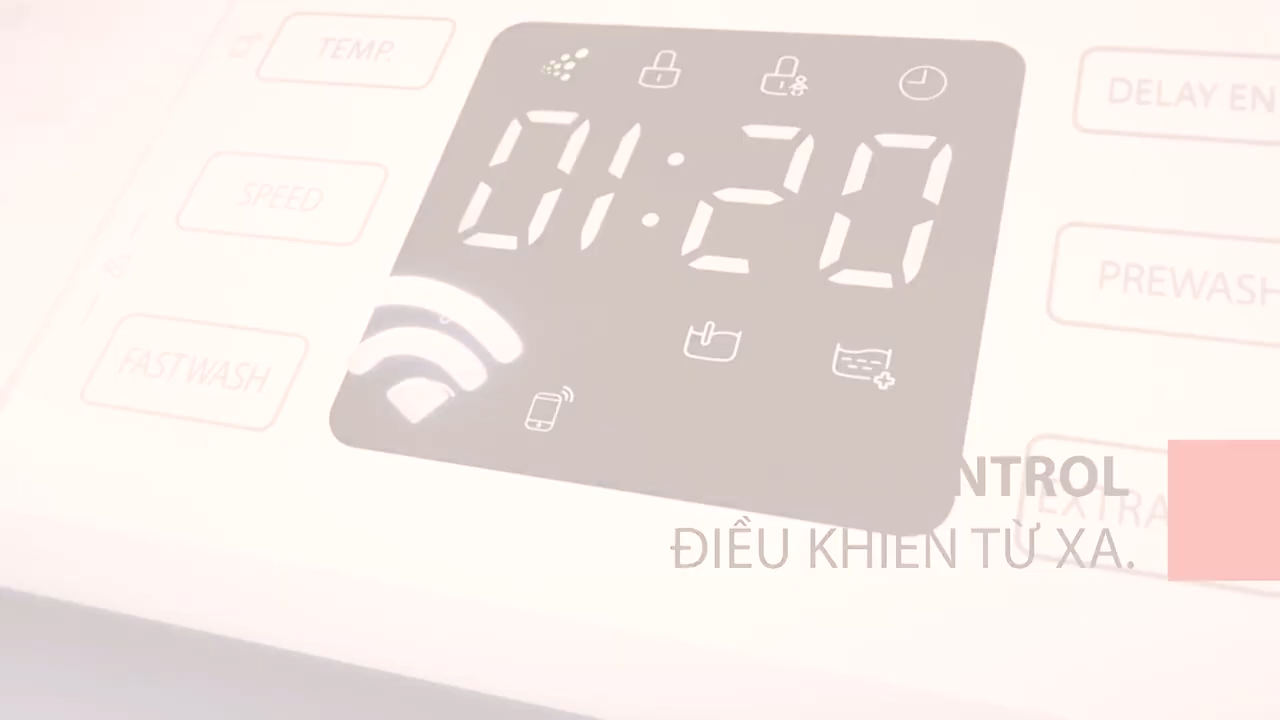 TEMP.
01:20
DELAY EN
SPEED
PREWASH
FAST WASH
NTROL
EXTRA
ĐIỀU KHIỂN TỪ XA.